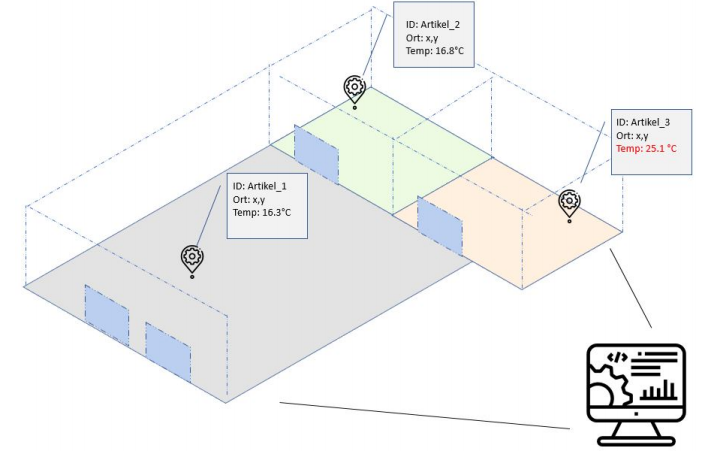 ID: Artikel_2
Ort: x,y
Temp: 16.8°C
ID: Artikel_3
Ort: x,y
Temp: 25.1 °C
ID: Artikel_1
Ort: x,y
Temp: 16.3°C
</>